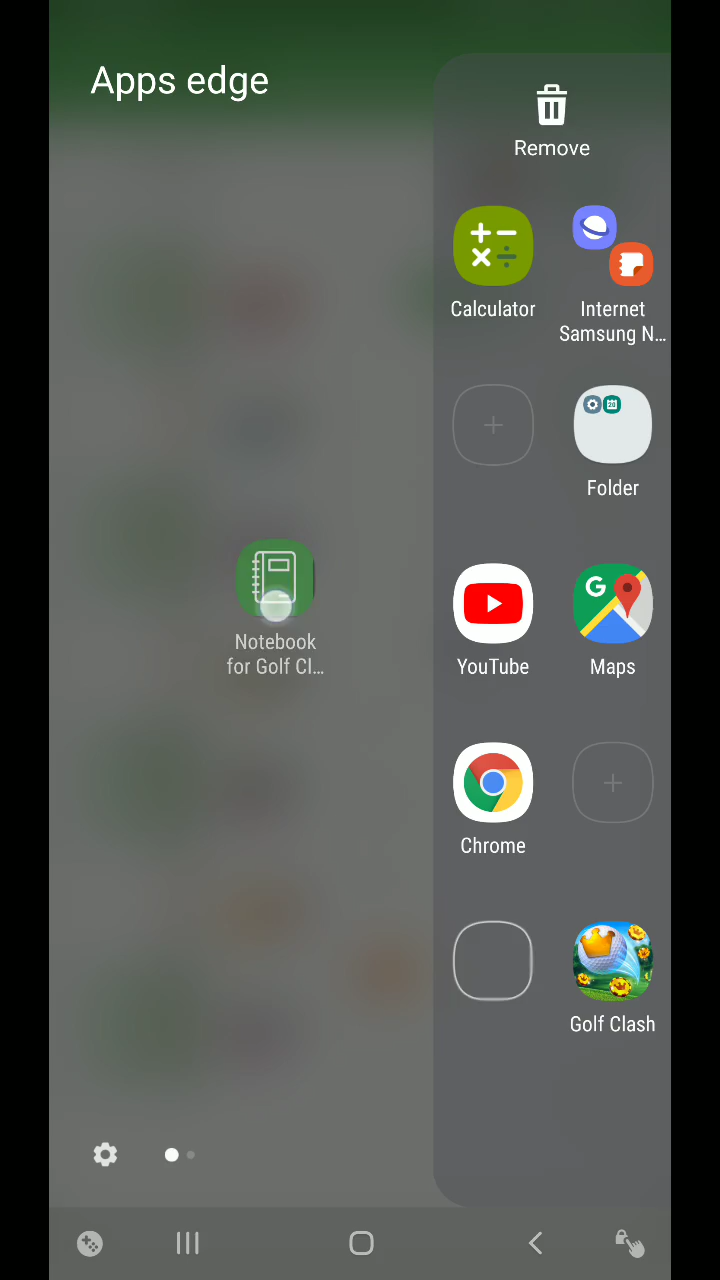 Apps edge
Remove
Calculator
Internet
Samsung N...
Folder
Notebook
for Golf Cl...
YouTube
Maps
Chrome
Golf Clash